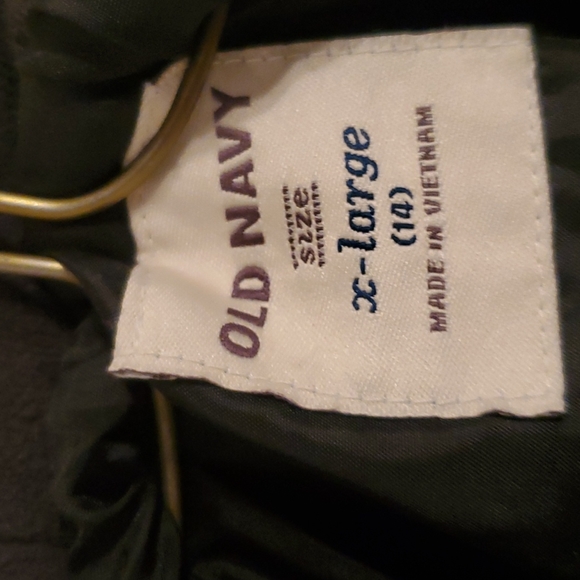 OLD NAVY
size
x-large
(14)
MADE IN VIETNAM